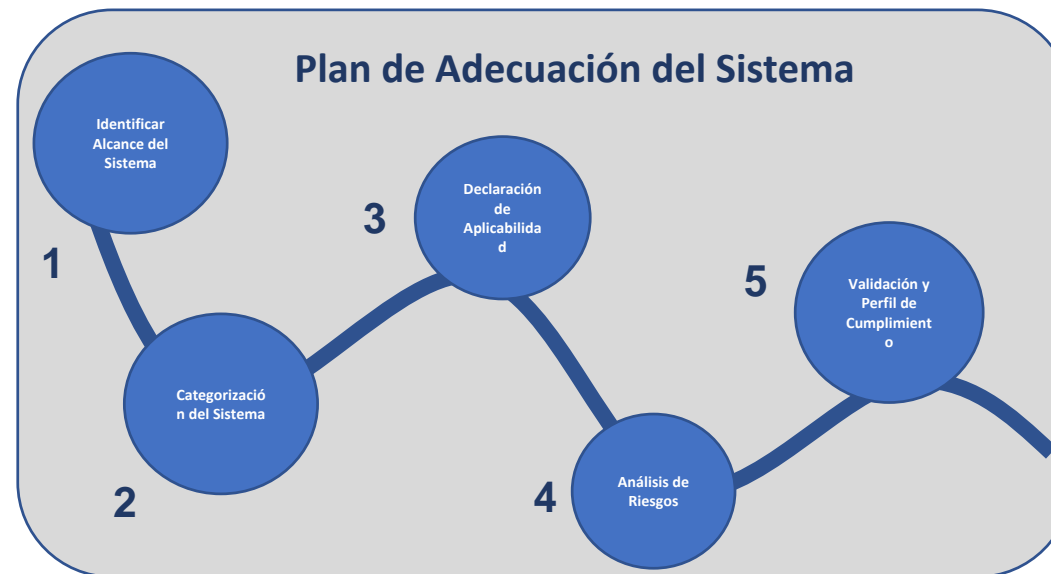 Plan de Adecuación del Sistema
Identificar
Alcance del
Sistema
1
Categorizació
n del Sistema
2
3
Declaración
de
Aplicabilida
d
4
Análisis de
Riesgos
5
Validación y
Perfil de
Cumplimient
o